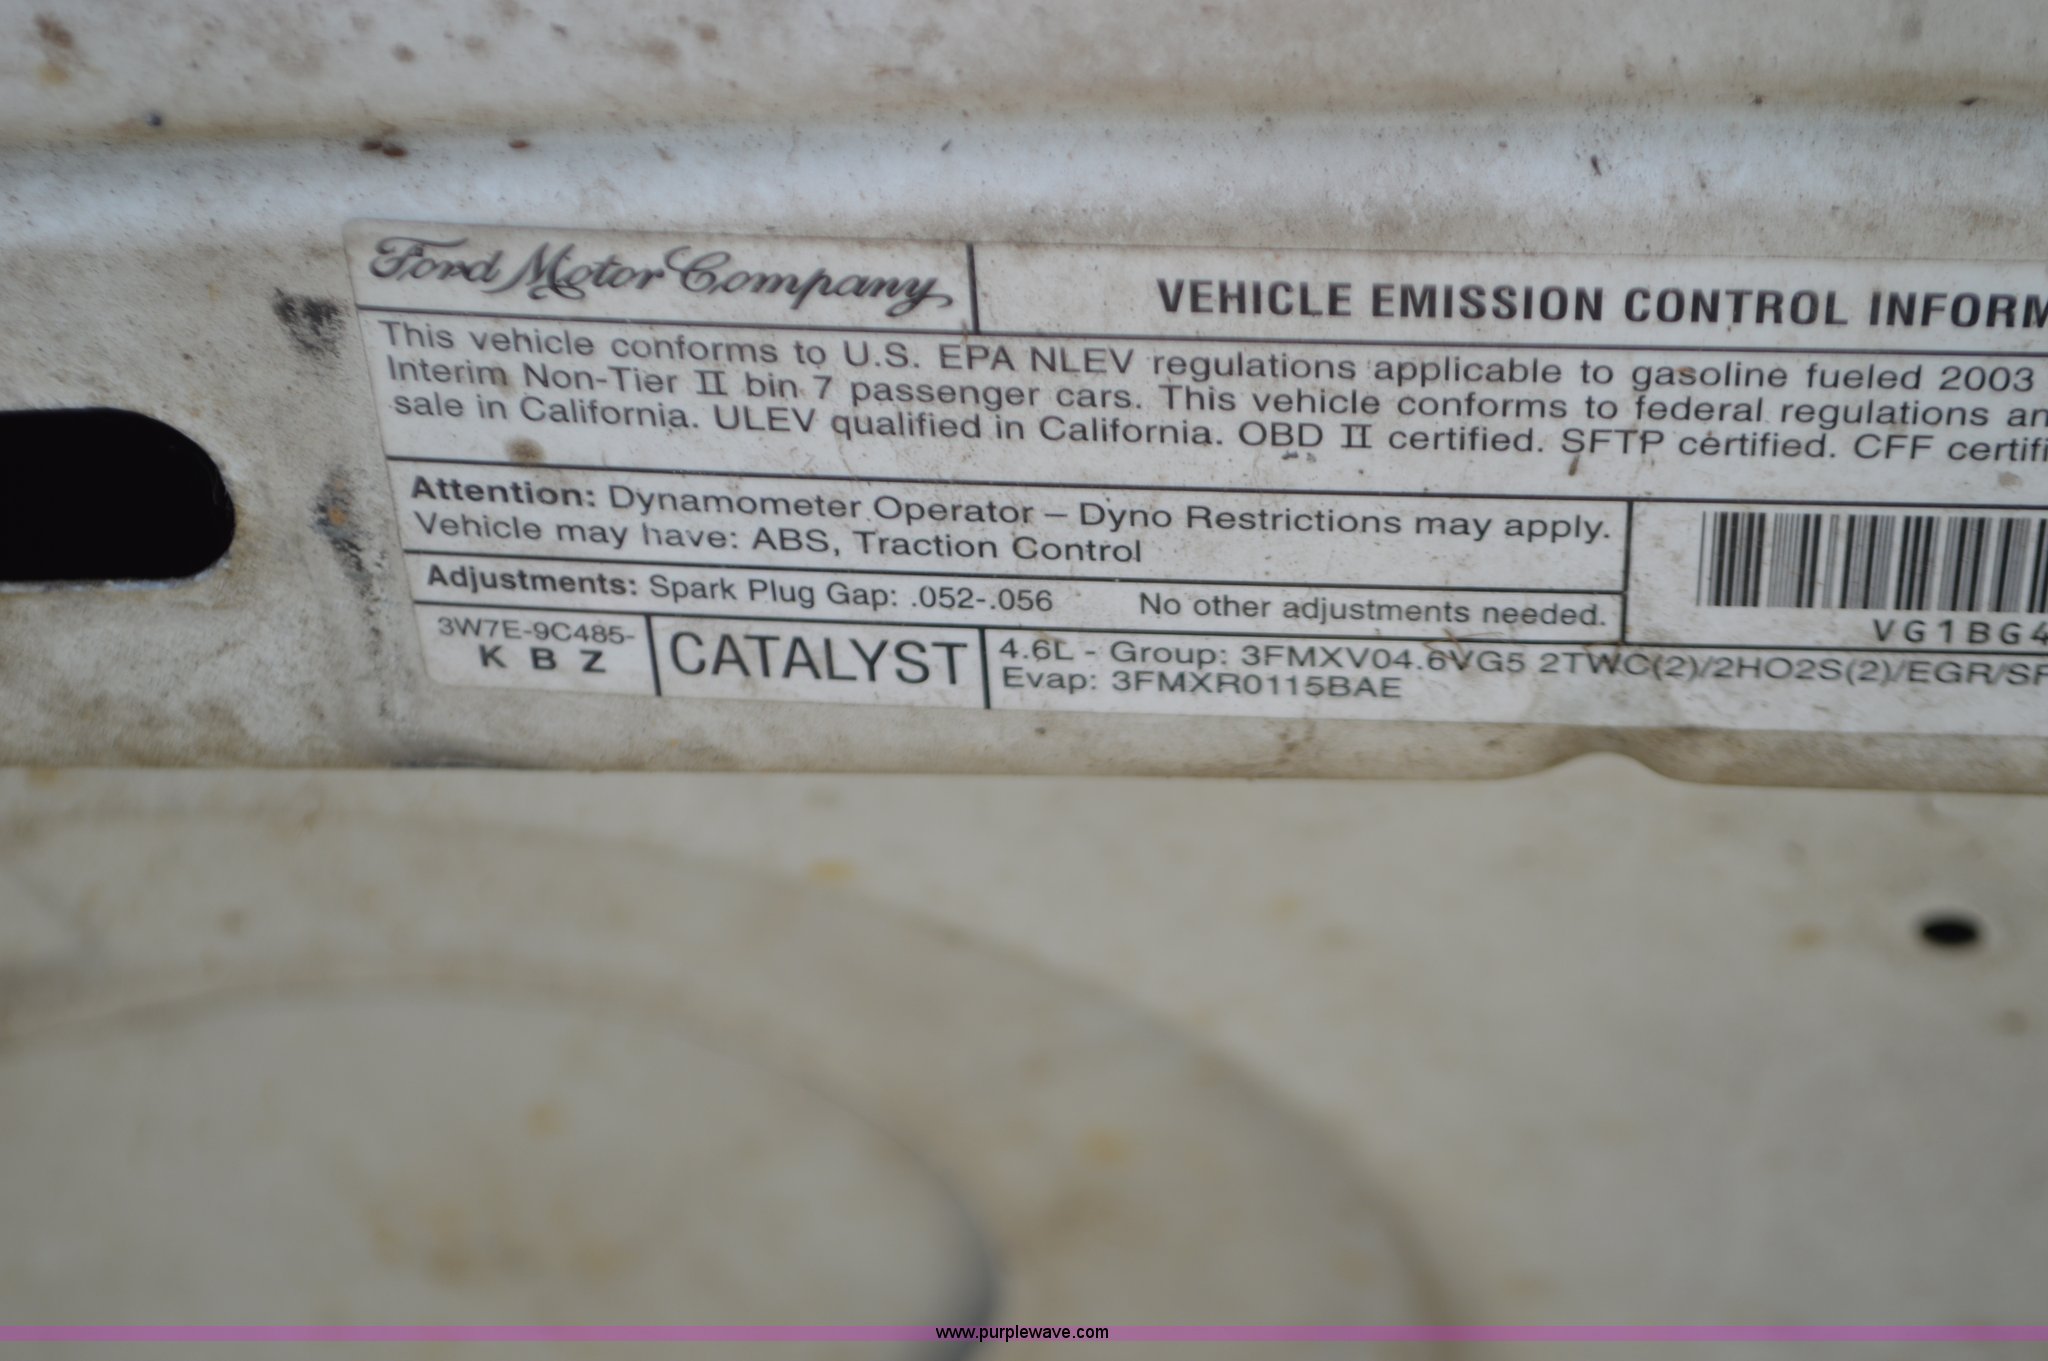 Ford Motor Company
VEHICLE EMISSION CONTROL INFORM
This vehicle conforms to U.S. EPA NLEV regulations applicable to gasoline fueled 2003
Interim Non-Tier II bin 7 passenger cars. This vehicle conforms to federal regulations an
sale in California. ULEV qualified in California. OBD II certified. SFTP certified. CFF certifi
Attention: Dynamometer Operator – Dyno Restrictions may apply.
Vehicle may have: ABS, Traction Control
Adjustments: Spark Plug Gap: .052-.056 No other adjustments needed.
VG1BG4
3W7E-9C485-
K B Z
CATALYST
4.6L - Group: 3FMXV04.6VG5 2TWC(2)/2HO2S(2)/EGR/SF
Evap: 3FMXR0115BAE
www.purplewave.com